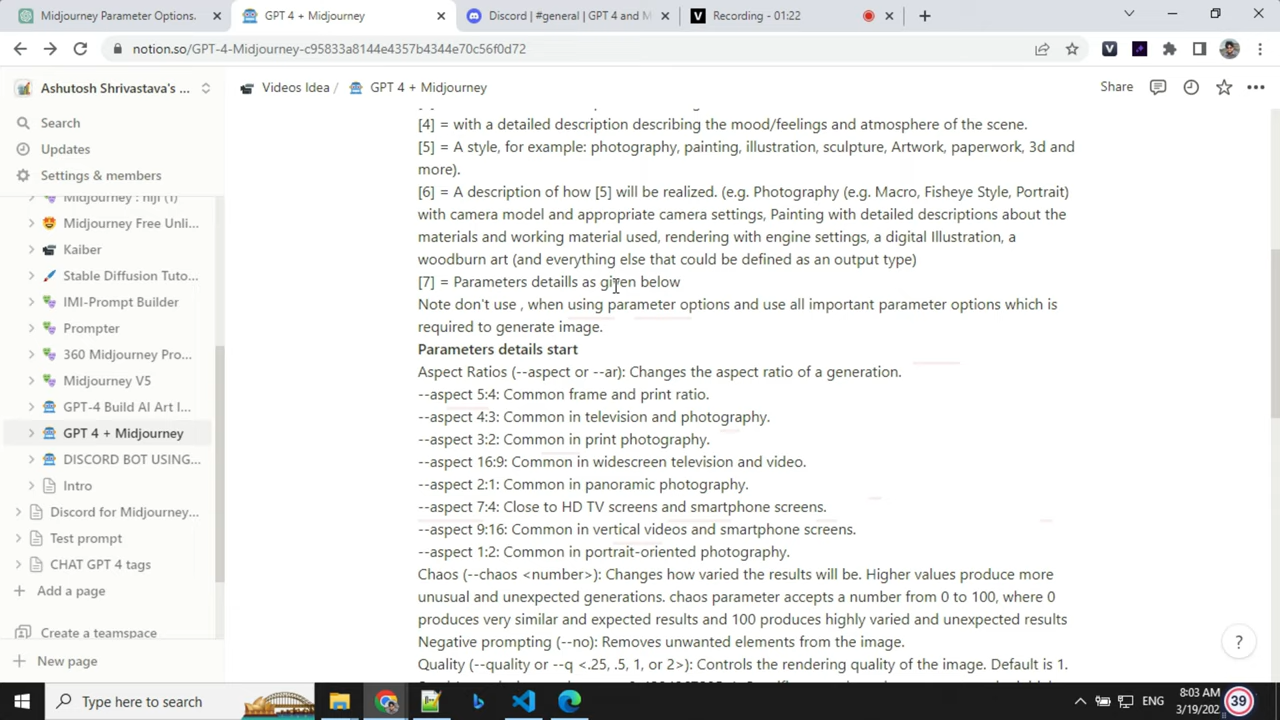 Midjourney Parameter Options.
GPT 4 + Midjourney
Discord | #general | GPT 4 and M
Recording - 01:22
notion.so/GPT-4-Midjourney-c95833a8144e4357b4344e70c56f0d72
Ashutosh Shrivastava's ...
Videos Idea /
GPT 4 + Midjourney
Share
Search
Updates
Settings & members
Midjourney : niji (1)
Midjourney Free Unli...
Kaiber
Stable Diffusion Tuto...
IMI-Prompt Builder
Prompter
360 Midjourney Pro...
Midjourney V5
GPT-4 Build AI Art I...
GPT 4 + Midjourney
DISCORD BOT USING...
Intro
Discord for Midjourney...
Test prompt
CHAT GPT 4 tags
Add a page
Create a teamspace
New page
[4] = with a detailed description describing the mood/feelings and atmosphere of the scene.
[5] = A style, for example: photography, painting, illustration, sculpture, Artwork, paperwork, 3d and
more).
[6] = A description of how [5] will be realized. (e.g. Photography (e.g. Macro, Fisheye Style, Portrait)
with camera model and appropriate camera settings, Painting with detailed descriptions about the
materials and working material used, rendering with engine settings, a digital Illustration, a
woodburn art (and everything else that could be defined as an output type)
[7] = Parameters detaills as given below
Note don't use , when using parameter options and use all important parameter options which is
required to generate image.
Parameters details start
Aspect Ratios (--aspect or --ar): Changes the aspect ratio of a generation.
--aspect 5:4: Common frame and print ratio.
--aspect 4:3: Common in television and photography.
--aspect 3:2: Common in print photography.
--aspect 16:9: Common in widescreen television and video.
--aspect 2:1: Common in panoramic photography.
--aspect 7:4: Close to HD TV screens and smartphone screens.
--aspect 9:16: Common in vertical videos and smartphone screens.
--aspect 1:2: Common in portrait-oriented photography.
Chaos (--chaos <number>): Changes how varied the results will be. Higher values produce more
unusual and unexpected generations. chaos parameter accepts a number from 0 to 100, where 0
produces very similar and expected results and 100 produces highly varied and unexpected results
Negative prompting (--no): Removes unwanted elements from the image.
Quality (--quality or --q <.25, .5, 1, or 2>): Controls the rendering quality of the image. Default is 1.
?
Type here to search
ENG
8:03 AM
3/19/202
39